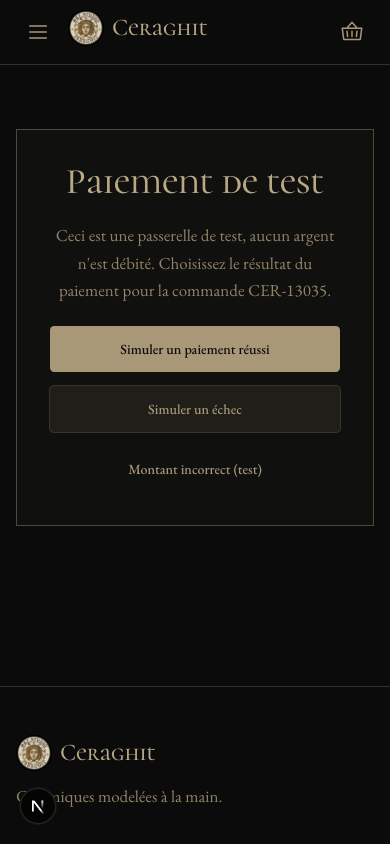 Ceraghit
Paiement de test
Ceci est une passerelle de test, aucun argent
n'est débité. Choisissez le résultat du
paiement pour la commande CER-13035.
Simuler un paiement réussi
Simuler un échec
Montant incorrect (test)
Ceraghit
modelées à la main.
N